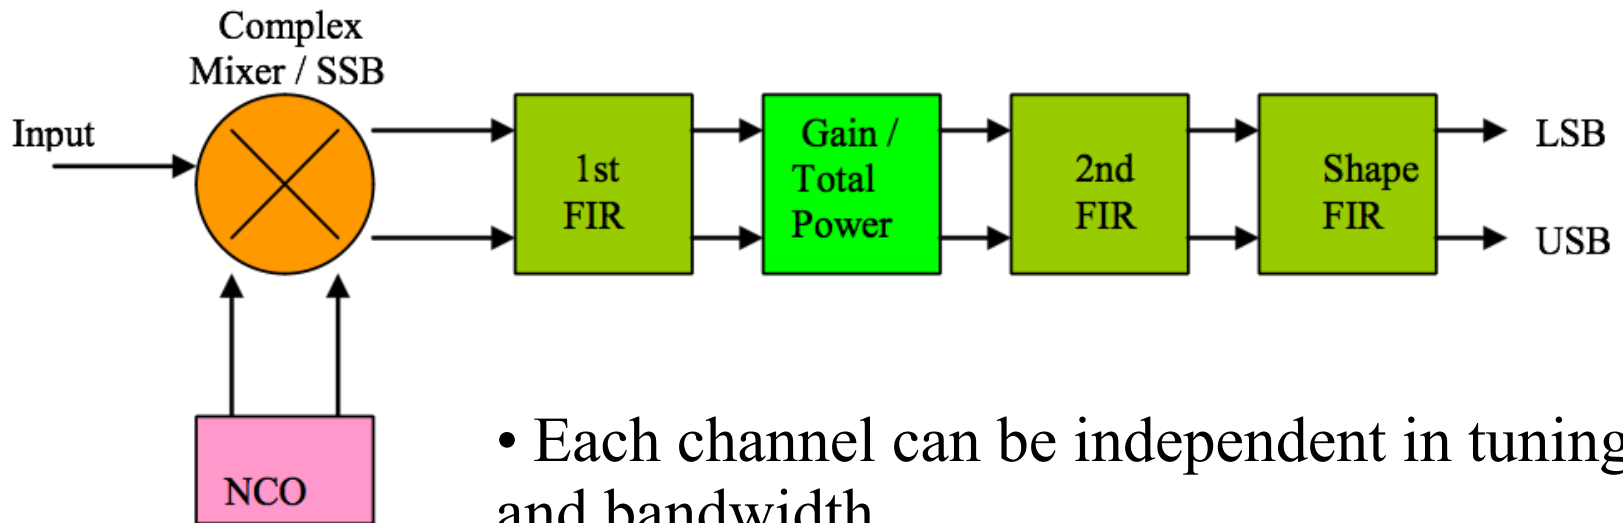 Complex
Mixer / SSB
Input
1st
FIR
Gain /
Total
Power
2nd
FIR
Shape
FIR
LSB
USB
NCO
• Each channel can be independent in tuning
and bandwidth